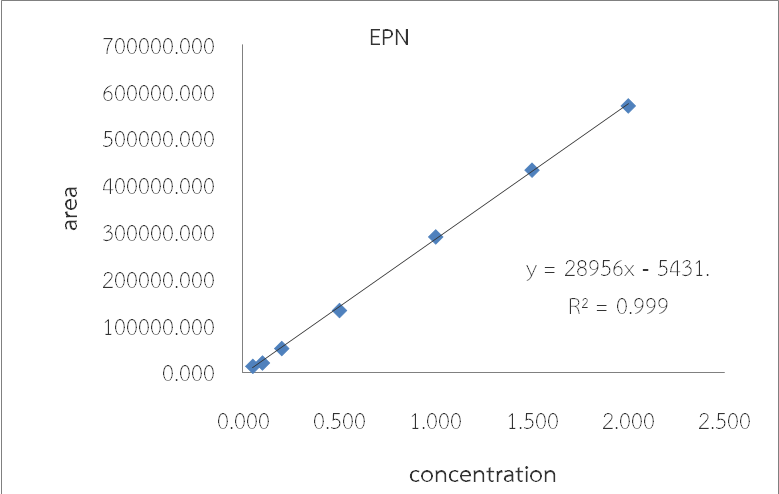 EPN
700000.000
600000.000
500000.000
400000.000
300000.000
200000.000
100000.000
0.000
area
y = 28956x - 5431.
R² = 0.999
0.000 0.500 1.000 1.500 2.000 2.500
concentration